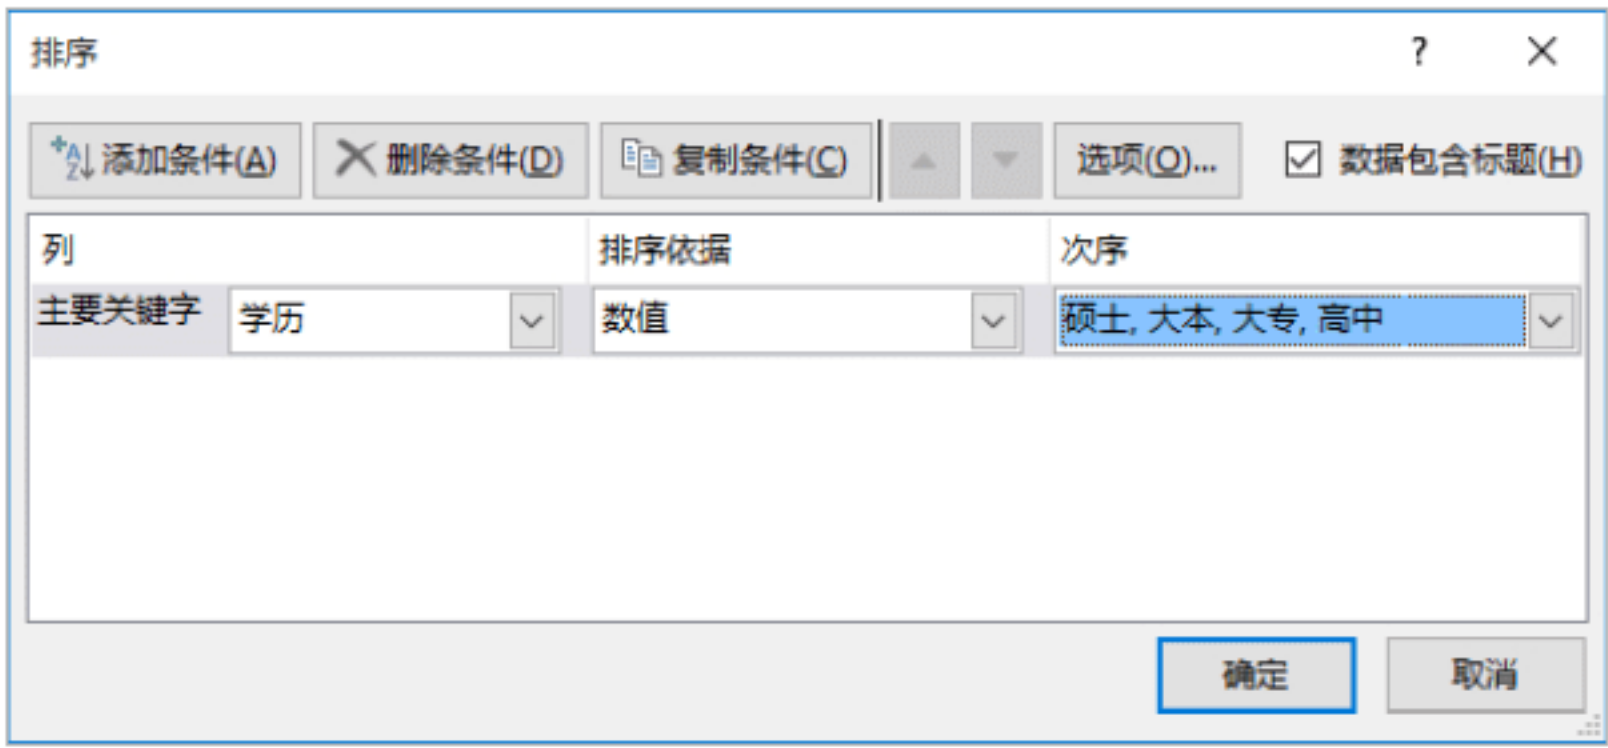 排序
添加条件(A) 删除条件(D) 复制条件(C) 选项(O)... 数据包含标题(H)
列 排序依据 次序
主要关键字 学历 数值 硕士, 大本, 大专, 高中
确定 取消